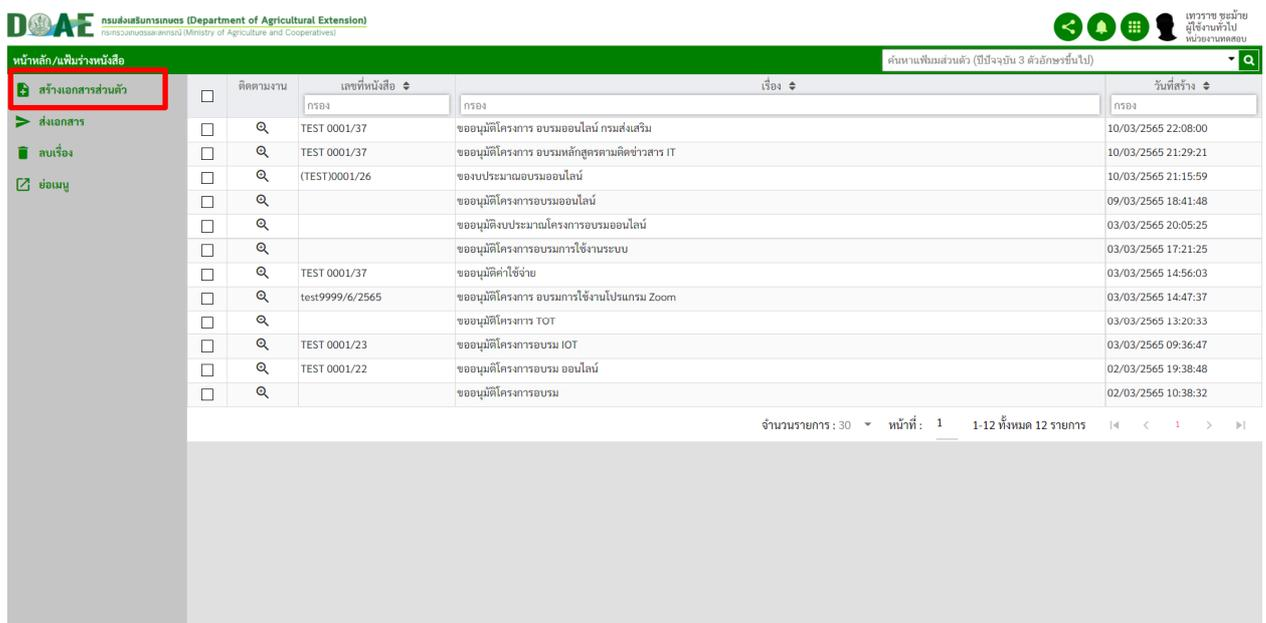 DOAE
กรมส่งเสริมการเกษตร (Department of Agricultural Extension)
กระทรวงเกษตรและสหกรณ์ (Ministry of Agriculture and Cooperatives)
เทวราช ชะม้าย
ผู้ใช้งานทั่วไป
หน่วยงานทดสอบ
หน้าหลัก/แฟ้มร่างหนังสือ
ค้นหาแฟ้มมส่วนตัว (ปีปัจจุบัน 3 ตัวอักษรขึ้นไป)
สร้างเอกสารส่วนตัว
ส่งเอกสาร
ลบเรื่อง
ย่อเมนู
ติดตามงาน เลขที่หนังสือ เรื่อง วันที่สร้าง
กรอง กรอง กรอง
TEST 0001/37 ขออนุมัติโครงการ อบรมออนไลน์ กรมส่งเสริม 10/03/2565 22:08:00
TEST 0001/37 ขออนุมัติโครงการ อบรมหลักสูตรตามติดข่าวสาร IT 10/03/2565 21:29:21
(TEST)0001/26 ของบประมาณอบรมออนไลน์ 10/03/2565 21:15:59
ขออนุมัติโครงการอบรมออนไลน์ 09/03/2565 18:41:48
ขออนุมัติงบประมาณโครงการอบรมออนไลน์ 03/03/2565 20:05:25
ขออนุมัติโครงการอบรมการใช้งานระบบ 03/03/2565 17:21:25
TEST 0001/37 ขออนุมัติค่าใช้จ่าย 03/03/2565 14:56:03
test9999/6/2565 ขออนุมัติโครงการ อบรมการใช้งานโปรแกรม Zoom 03/03/2565 14:47:37
ขออนุมัติโครงการ TOT 03/03/2565 13:20:33
TEST 0001/23 ขออนุมัติโครงการอบรม IOT 03/03/2565 09:36:47
TEST 0001/22 ขออนุมัติโครงการอบรม ออนไลน์ 02/03/2565 19:38:48
ขออนุมัติโครงการอบรม 02/03/2565 10:38:32
จำนวนรายการ : 30 หน้าที่ : 1 1-12 ทั้งหมด 12 รายการ 1